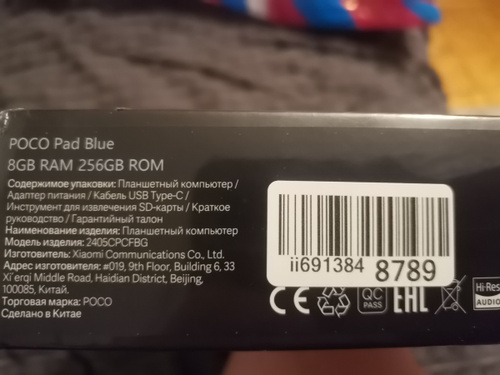 POCO Pad Blue
8GB RAM 256GB ROM
Содержимое упаковки: Планшетный компьютер /
Адаптер питания / Кабель USB Type-C /
Инструмент для извлечения SD-карты / Краткое
руководство / Гарантийный талон
Наименование изделия: Планшетный компьютер
Модель изделия: 2405CPCFBG
Изготовитель: Xiaomi Communications Co., Ltd.
Адрес изготовителя: #019, 9th Floor, Building 6, 33
Xi'erqi Middle Road, Haidian District, Beijing,
100085, Китай.
Торговая марка: POCO
Сделано в Китае
ii691384 8789
CE
QC
PASS
EAC
Hi-Res
AUDIO